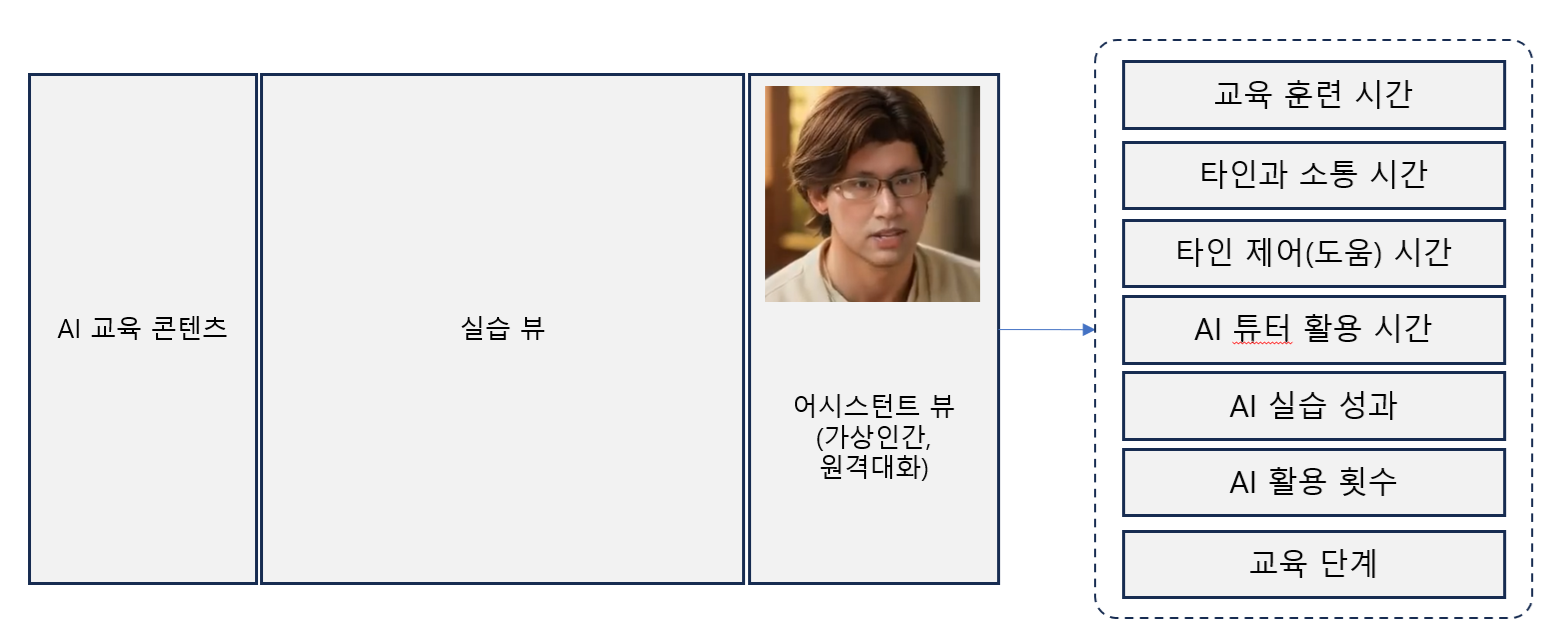 AI 교육 콘텐츠
실습 뷰
어시스턴트 뷰
(가상인간,
원격대화)
교육 훈련 시간
타인과 소통 시간
타인 제어(도움) 시간
AI 튜터 활용 시간
AI 실습 성과
AI 활용 횟수
교육 단계